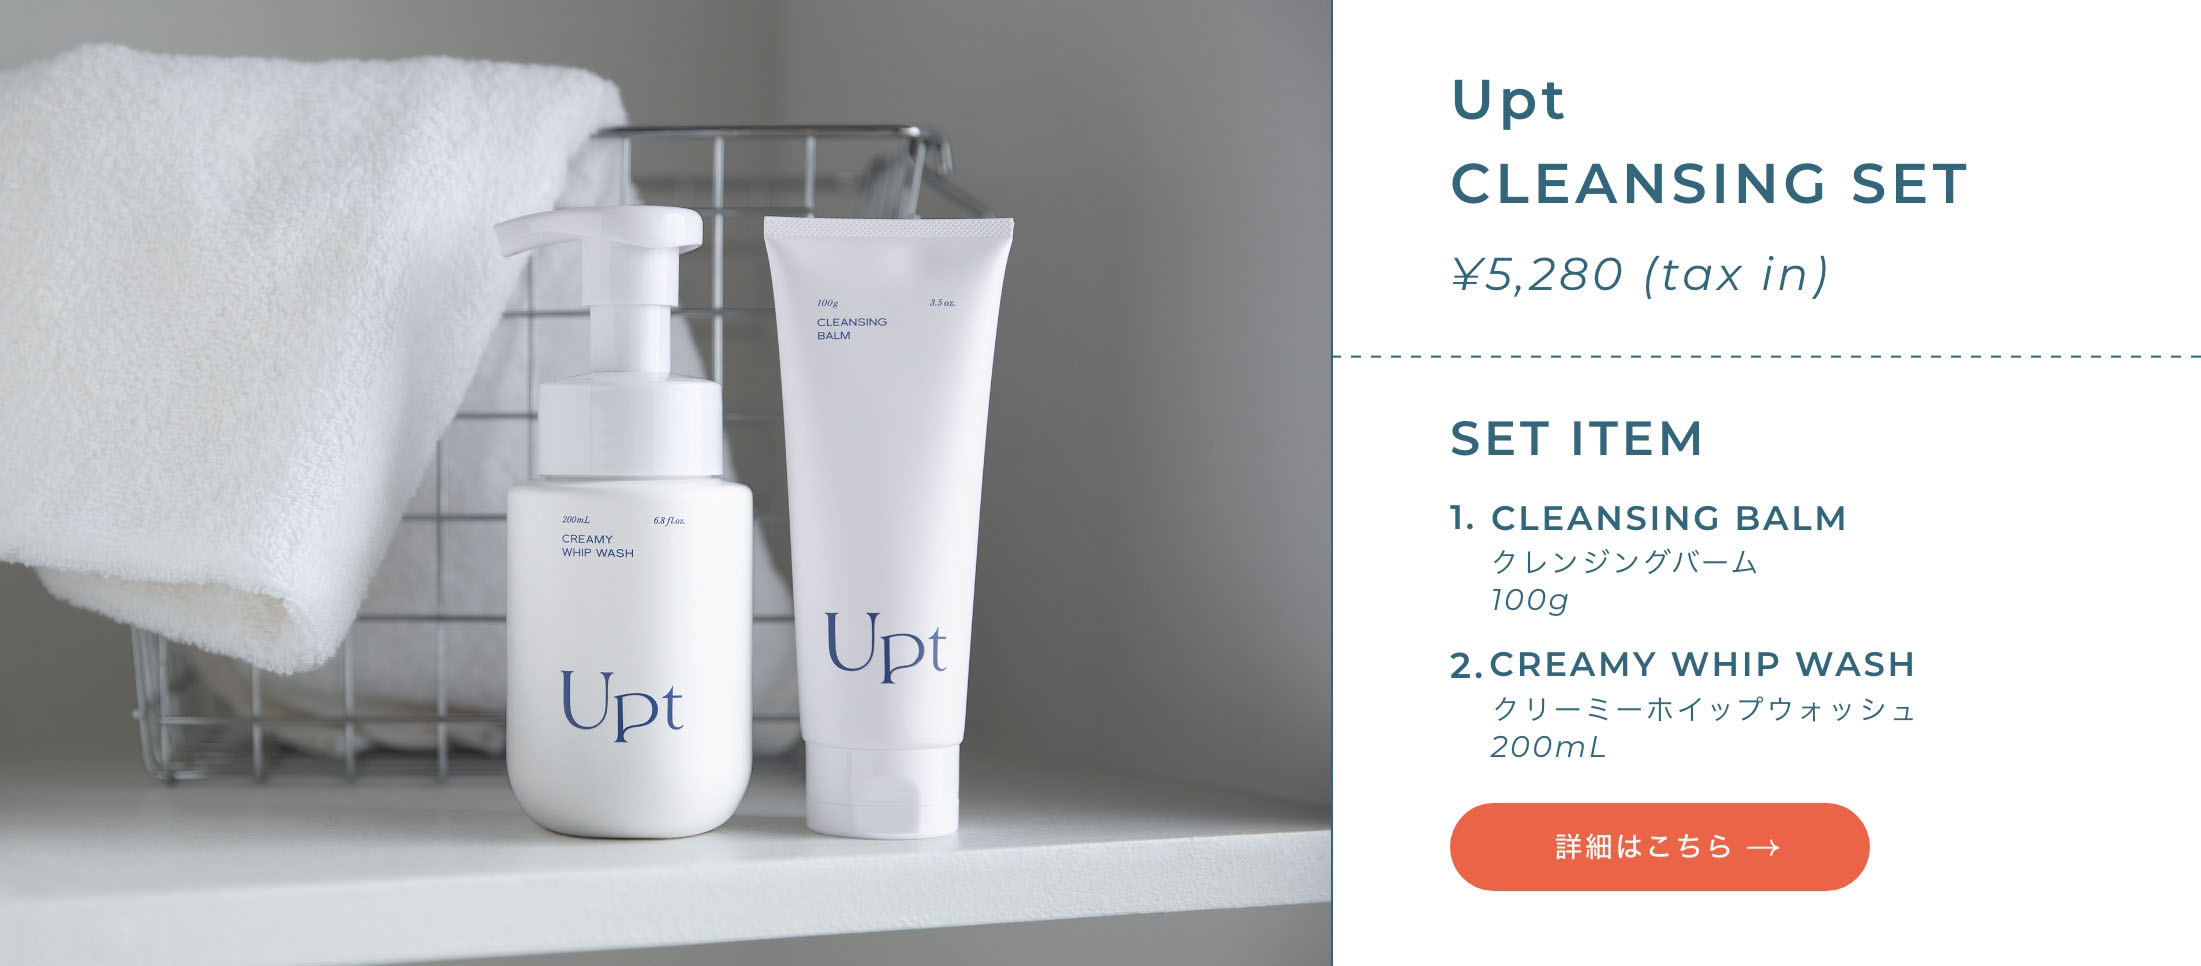 100g 3.5 oz.
CLEANSING
BALM
Upt
200mL 6.8 fl.oz.
CREAMY
WHIP WASH
Upt
Upt
CLEANSING SET
¥5,280 (tax in)
SET ITEM
1. CLEANSING BALM
クレンジングバーム
100g
2. CREAMY WHIP WASH
クリーミーホイップウォッシュ
200mL
詳細はこちら →